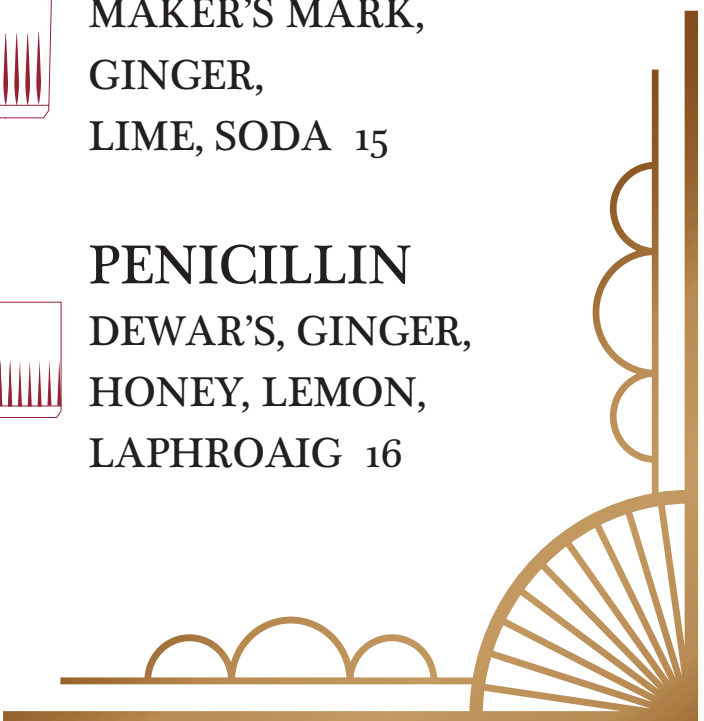 MAKER'S MARK,
GINGER,
LIME, SODA 15
PENICILLIN
DEWAR'S, GINGER,
HONEY, LEMON,
LAPHROAIG 16